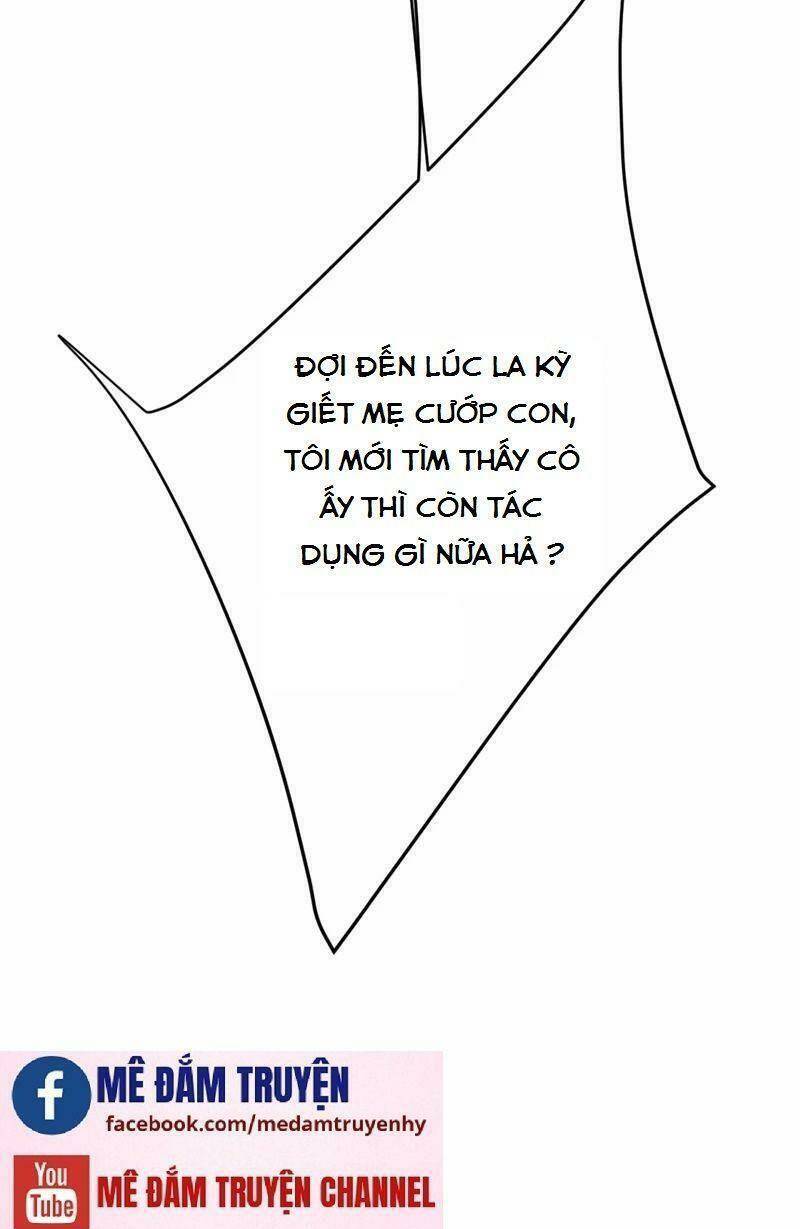 ĐỢI ĐẾN LÚC LA KỲ
GIẾT MẸ CƯỚP CON,
TÔI MỚI TÌM THẤY CÔ
ẤY THÌ CÒN TÁC
DỤNG GÌ NỮA HẢ ?
f MÊ ĐẮM TRUYỆN
facebook.com/medamtruyenhy
You
Tube
MÊ ĐẮM TRUYỆN CHANNEL